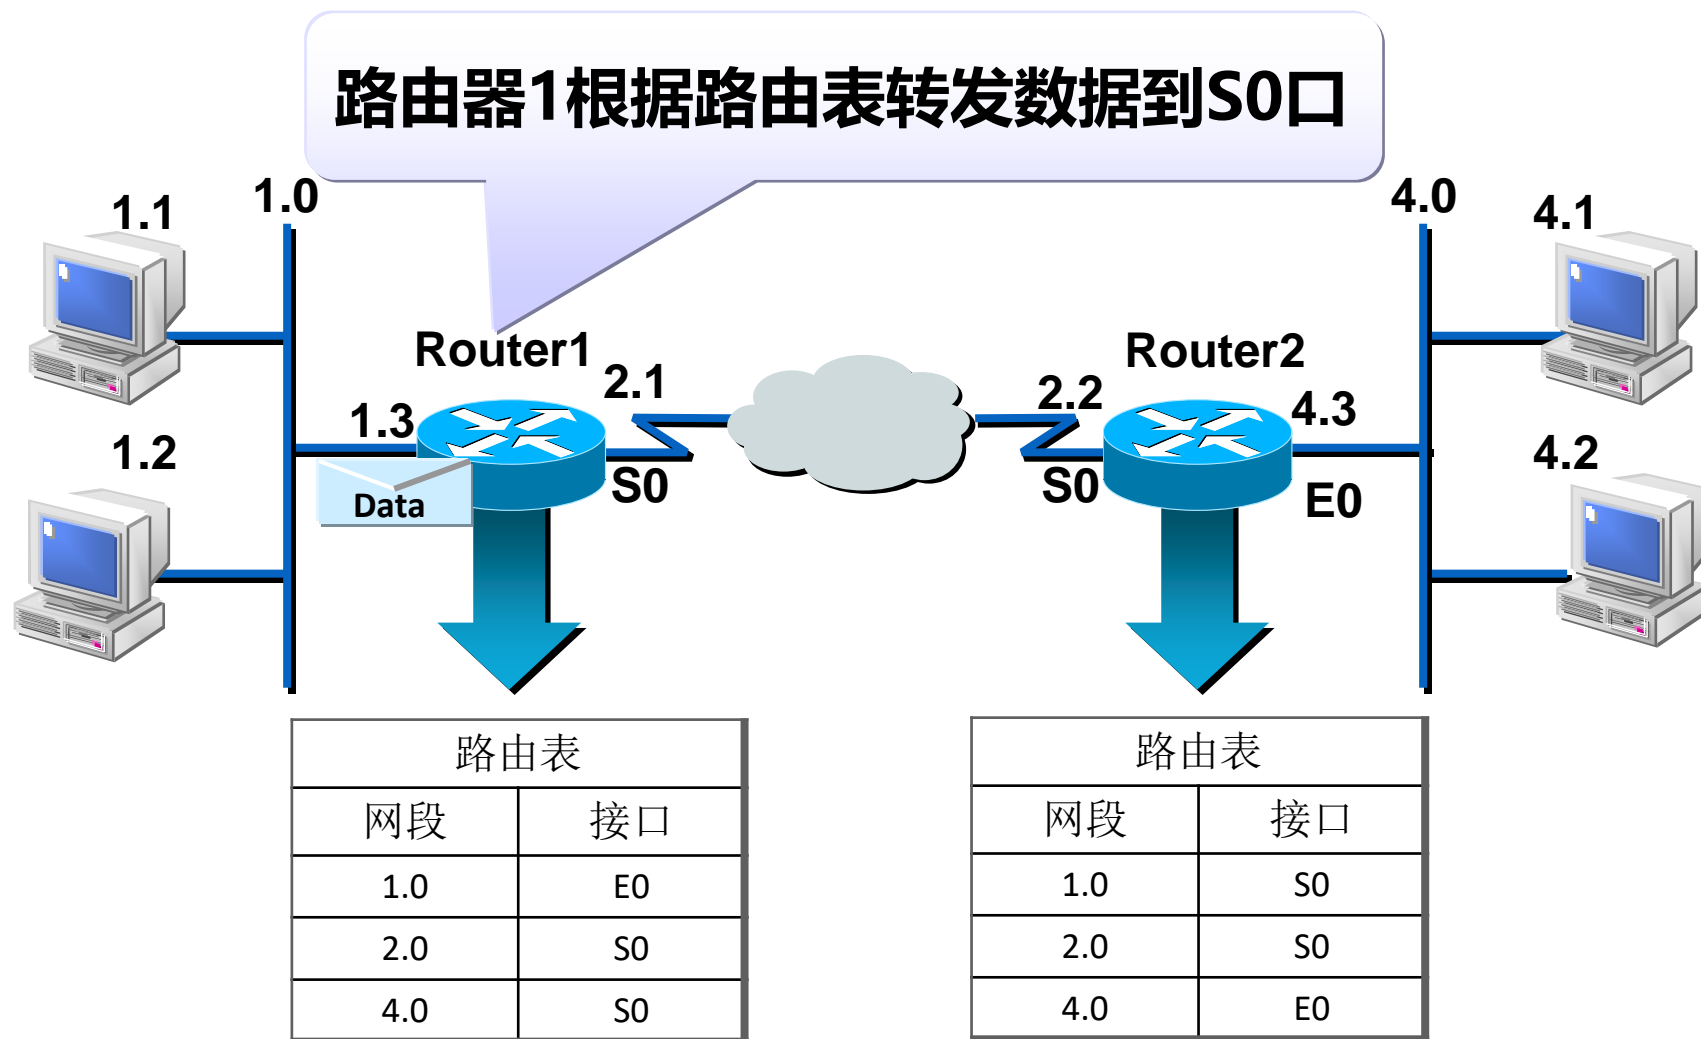 路由器1根据路由表转发数据到S0口
1.0
4.0
1.1
4.1
Router1
Router2
2.1
2.2
1.3
4.3
1.2
4.2
S0
S0
E0
Data
路由表
网段 接口
1.0 E0
2.0 S0
4.0 S0
路由表
网段 接口
1.0 S0
2.0 S0
4.0 E0